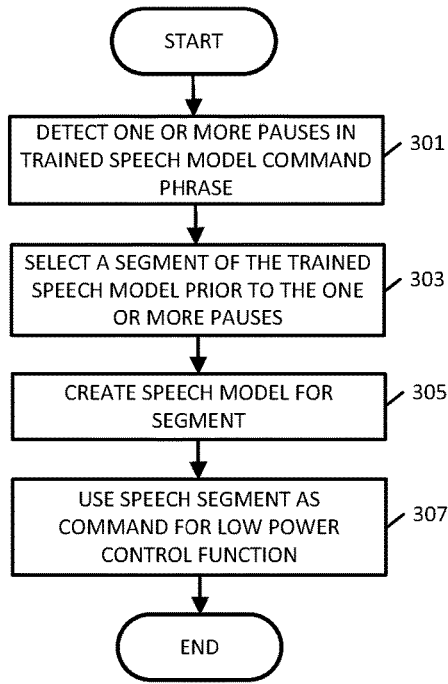 START
DETECT ONE OR MORE PAUSES IN
TRAINED SPEECH MODEL COMMAND
PHRASE
301
SELECT A SEGMENT OF THE TRAINED
SPEECH MODEL PRIOR TO THE ONE
OR MORE PAUSES
303
CREATE SPEECH MODEL FOR
SEGMENT
305
USE SPEECH SEGMENT AS
COMMAND FOR LOW POWER
CONTROL FUNCTION
307
END